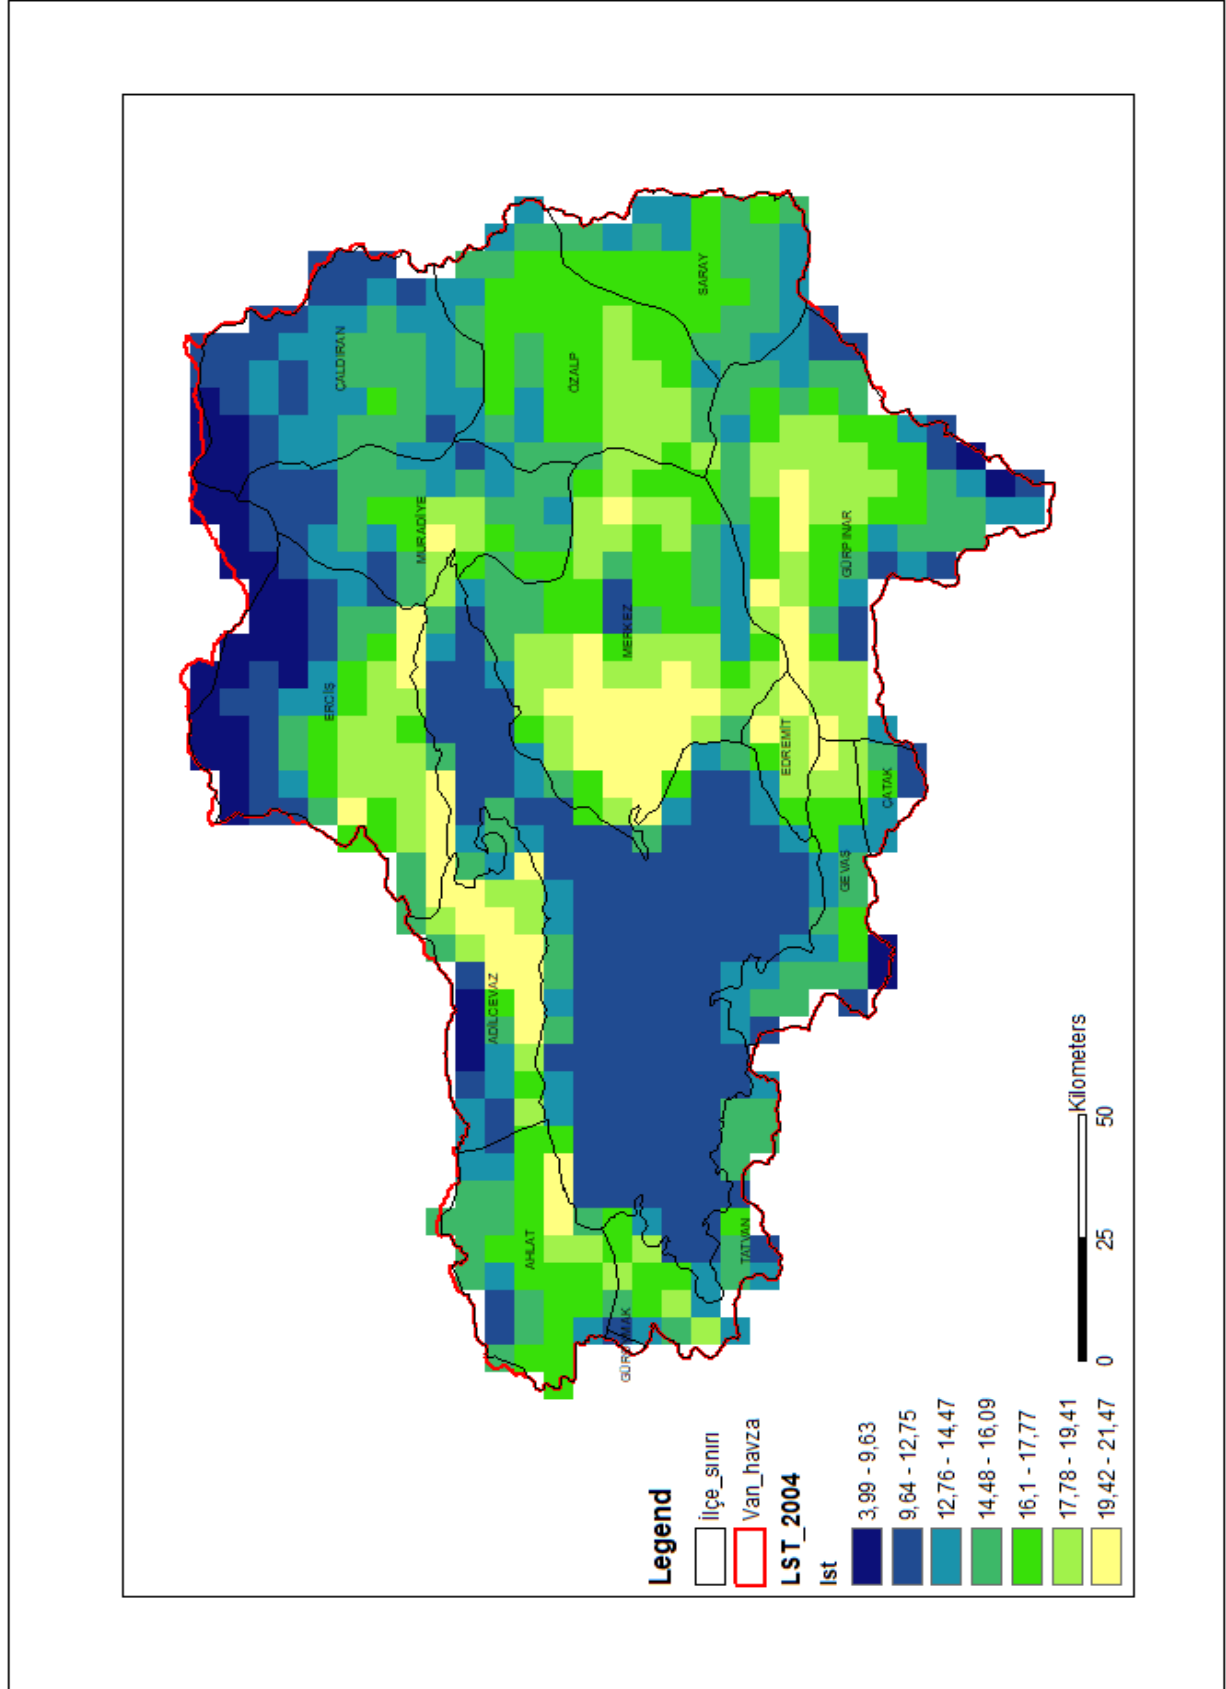 ÇALDIRAN
ERCİŞ
MURADİYE
ÖZALP
SARAY
ADİLCEVAZ
AHLAT
MERKEZ
GÜROYMAK
EDREMİT
GÜRPINAR
TATVAN
GEVAŞ
ÇATAK
Legend
İlçe_sınırı
Van_havza
LST_2004
lst
3,99 - 9,63
9,64 - 12,75
12,76 - 14,47
14,48 - 16,09
16,1 - 17,77
17,78 - 19,41
19,42 - 21,47
0 25 50
Kilometers